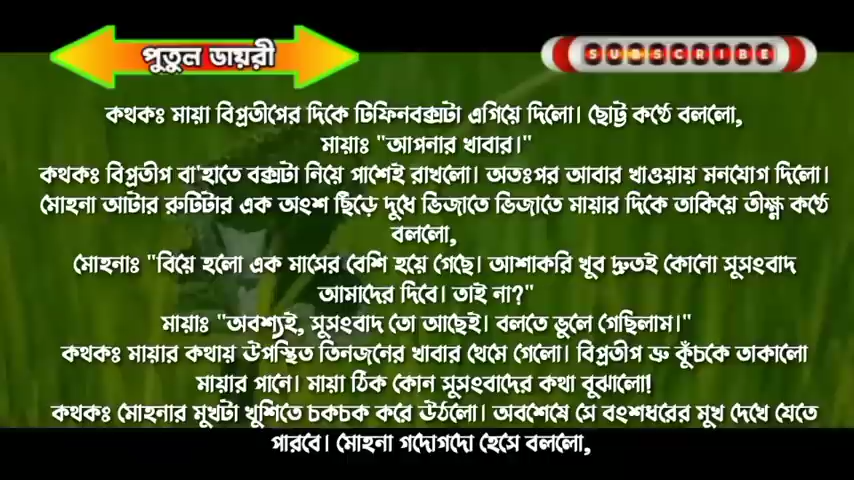 পুতুল ডায়রী
SUBSCRIBE
কথকঃ মায়া বিপ্রতীপের দিকে টিফিনবক্সটা এগিয়ে দিলো। ছোট্ট কণ্ঠে বললো,
মায়াঃ "আপনার খাবার।"
কথকঃ বিপ্রতীপ বা'হাতে বক্সটা নিয়ে পাশেই রাখলো। অতঃপর আবার খাওয়ায় মনযোগ দিলো।
মোহনা আটার রুটিটার এক অংশ ছিঁড়ে দুধে ভিজাতে ভিজাতে মায়ার দিকে তাকিয়ে তীক্ষ্ণ কণ্ঠে
বললো,
মোহনাঃ "বিয়ে হলো এক মাসের বেশি হয়ে গেছে। আশাকরি খুব দ্রুতই কোনো সুসংবাদ
আমাদের দিবে। তাই না?"
মায়াঃ "অবশ্যই, সুসংবাদ তো আছেই। বলতে ভুলে গেছিলাম।"
কথকঃ মায়ার কথায় উপস্থিত তিনজনের খাবার থেমে গেলো। বিপ্রতীপ ভ্রু কুঁচকে তাকালো
মায়ার পানে। মায়া ঠিক কোন সুসংবাদের কথা বুঝালো!
কথকঃ মোহনার মুখটা খুশিতে চকচক করে উঠলো। অবশেষে সে বংশধরের মুখ দেখে যেতে
পারবে। মোহনা গদোগদো হেসে বললো,